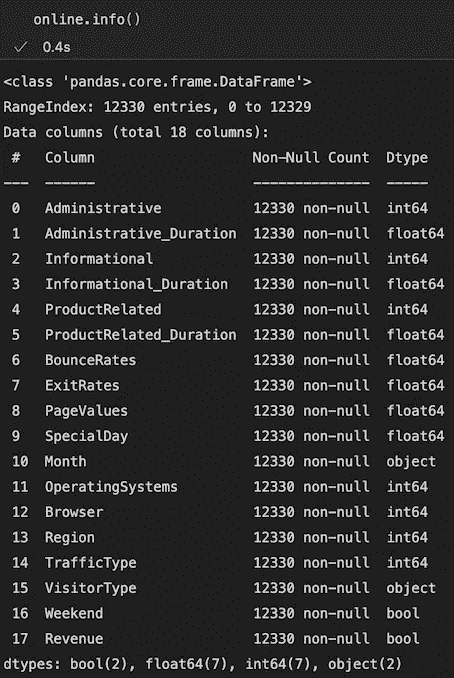 online.info()
✓ 0.4s
<class 'pandas.core.frame.DataFrame'>
RangeIndex: 12330 entries, 0 to 12329
Data columns (total 18 columns):
 #   Column                   Non-Null Count  Dtype
---  ------                   --------------  -----
 0   Administrative           12330 non-null  int64
 1   Administrative_Duration  12330 non-null  float64
 2   Informational            12330 non-null  int64
 3   Informational_Duration   12330 non-null  float64
 4   ProductRelated           12330 non-null  int64
 5   ProductRelated_Duration  12330 non-null  float64
 6   BounceRates              12330 non-null  float64
 7   ExitRates                12330 non-null  float64
 8   PageValues               12330 non-null  float64
 9   SpecialDay               12330 non-null  float64
 10  Month                    12330 non-null  object
 11  OperatingSystems         12330 non-null  int64
 12  Browser                  12330 non-null  int64
 13  Region                   12330 non-null  int64
 14  TrafficType              12330 non-null  int64
 15  VisitorType              12330 non-null  object
 16  Weekend                  12330 non-null  bool
 17  Revenue                  12330 non-null  bool
dtypes: bool(2), float64(7), int64(7), object(2)